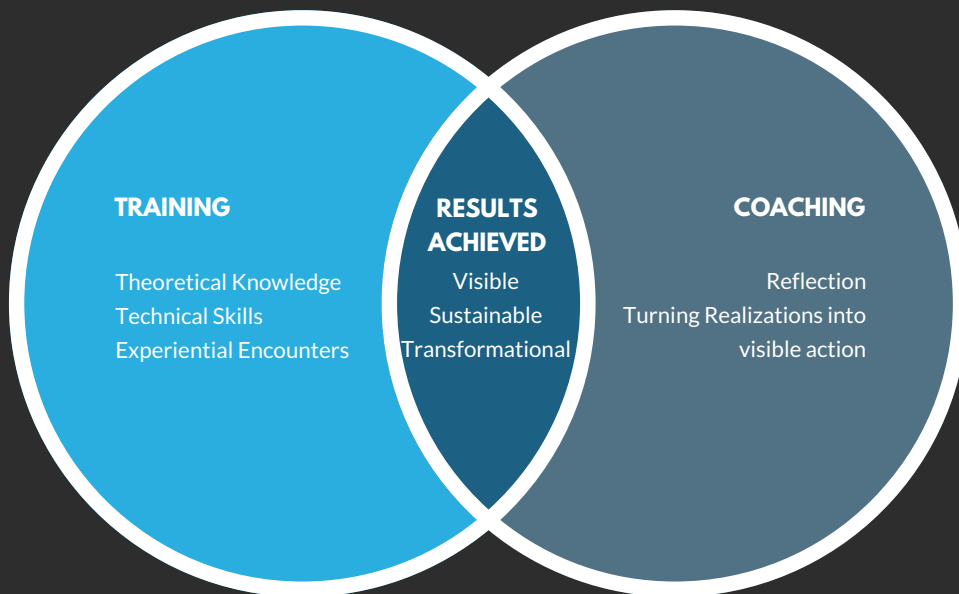 TRAINING
Theoretical Knowledge
Technical Skills
Experiential Encounters
RESULTS
ACHIEVED
Visible
Sustainable
Transformational
COACHING
Reflection
Turning Realizations into
visible action